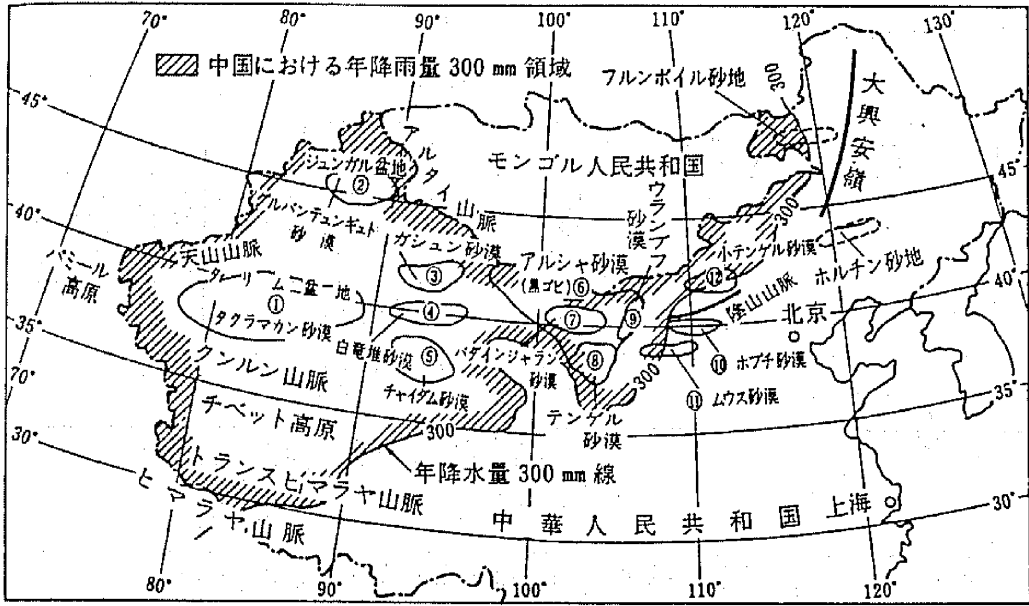 70°
80°
90°
100°
110°
120°
130°
中国における年降雨量 300 mm 領域
フルンボイル砂地
300
大興安嶺
45°
ジュンガル盆地
②
アルタイ山脈
モンゴル人民共和国
ウランプフ砂漠
45°
グルバンテュンギュト砂漠
40°
天山山脈
ガシュン砂漠
③
アルシャ砂漠
(黒ゴビ)⑥
300
小テンゲル砂漠
⑫
ホルチン砂地
パミール高原
タ-リム盆地
①
タクラマカン砂漠
④
⑦
⑨
陰山山脈
北京
40°
35°
白竜堆砂漠
⑤
バダインジャラン砂漠
⑧
300
⑩ ホブチ砂漠
クンルン山脈
チャイダム砂漠
⑪ ムウス砂漠
35°
70°
チベット高原
300
テンゲル砂漠
30°
トランスヒマラヤ山脈
年降水量 300 mm 線
ヒマラヤ山脈
中華人民共和国
上海
30°
80°
90°
100°
110°
120°